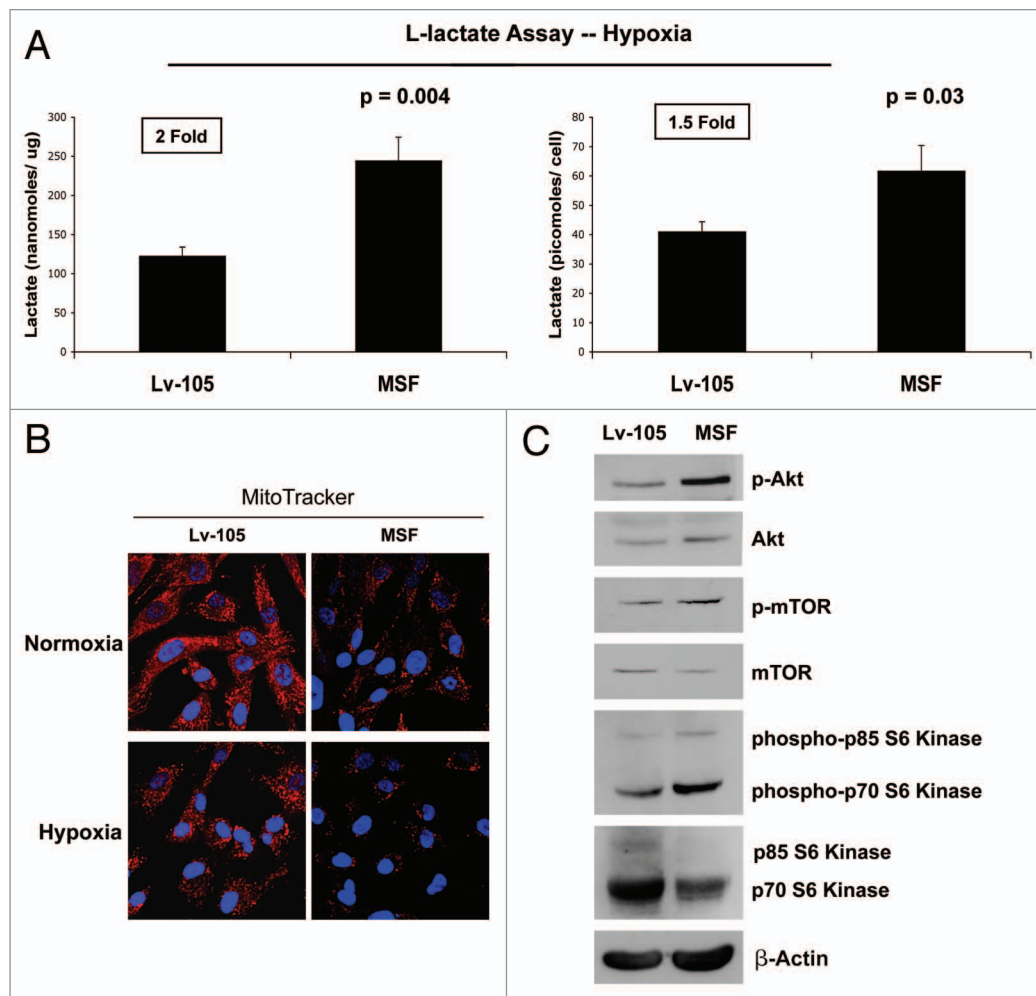 A
L-lactate Assay -- Hypoxia
p = 0.004
2 Fold
Lactate (nanomoles/ ug)
300
250
200
150
100
50
0
Lv-105
MSF
p = 0.03
1.5 Fold
Lactate (picomoles/ cell)
80
70
60
50
40
30
20
10
0
Lv-105
MSF
B
MitoTracker
Lv-105 MSF
Normoxia
Hypoxia
C
Lv-105 MSF
p-Akt
Akt
p-mTOR
mTOR
phospho-p85 S6 Kinase
phospho-p70 S6 Kinase
p85 S6 Kinase
p70 S6 Kinase
β-Actin